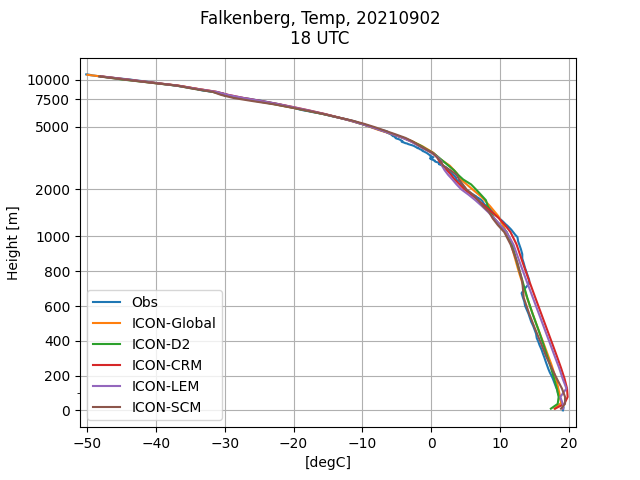 Falkenberg, Temp, 20210902
18 UTC
Height [m]
10000
7500
5000
2000
1000
800
600
400
200
0
Obs
ICON-Global
ICON-D2
ICON-CRM
ICON-LEM
ICON-SCM
−50 −40 −30 −20 −10 0 10 20
[degC]